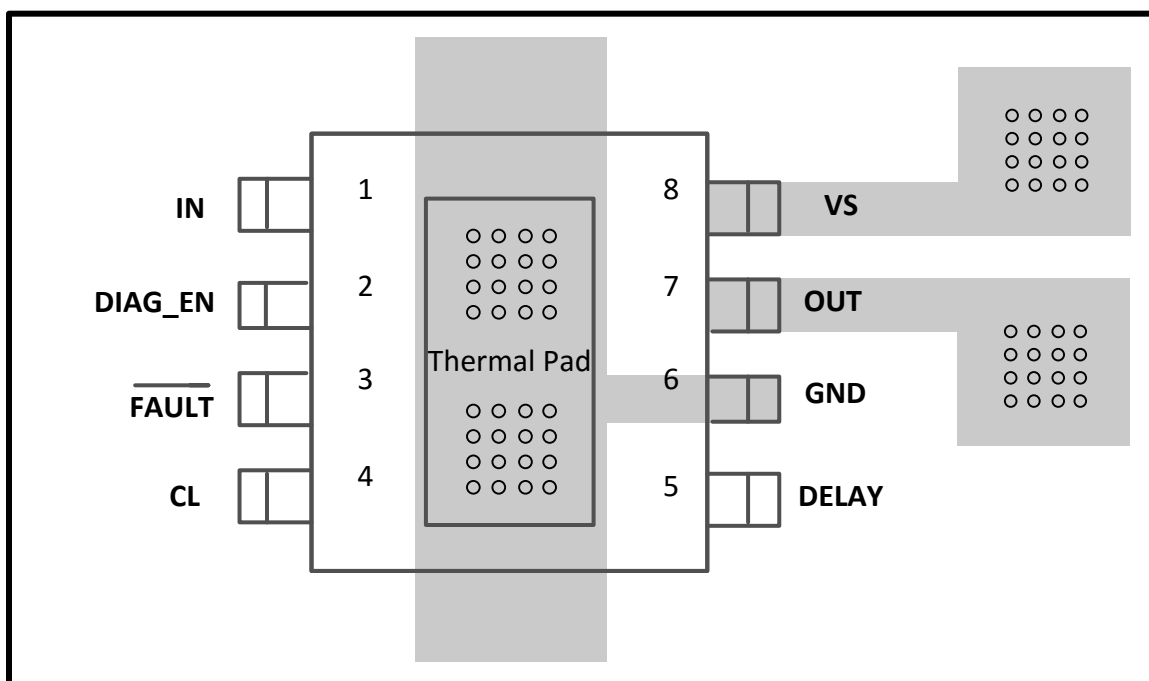 IN
1
8
VS
DIAG_EN
2
7
OUT
Thermal Pad
FAULT
3
6
GND
CL
4
5
DELAY